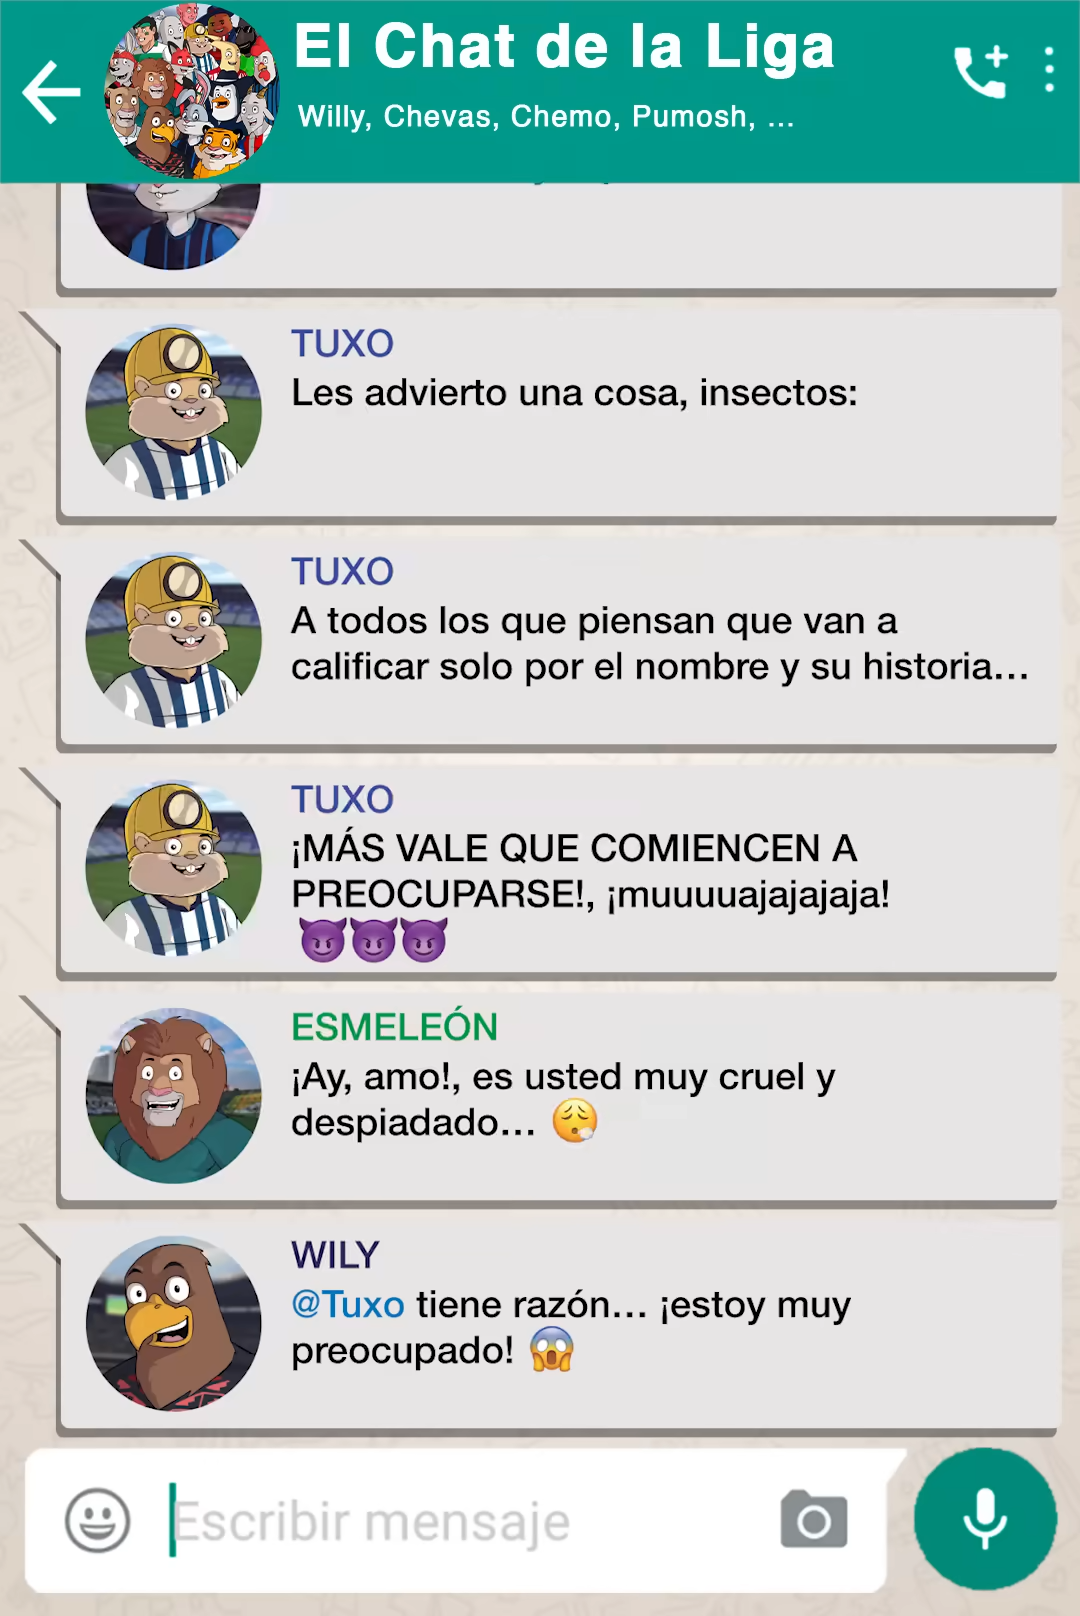 El Chat de la Liga
Willy, Chevas, Chemo, Pumosh, ...
TUXO
Les advierto una cosa, insectos:
TUXO
A todos los que piensan que van a
calificar solo por el nombre y su historia...
TUXO
¡MÁS VALE QUE COMIENCEN A
PREOCUPARSE!, ¡muuuuajajajaja!
😈😈😈
ESMELEÓN
¡Ay, amo!, es usted muy cruel y
despiadado... 😮‍💨
WILY
@Tuxo tiene razón... ¡estoy muy
preocupado! 😱
Escribir mensaje